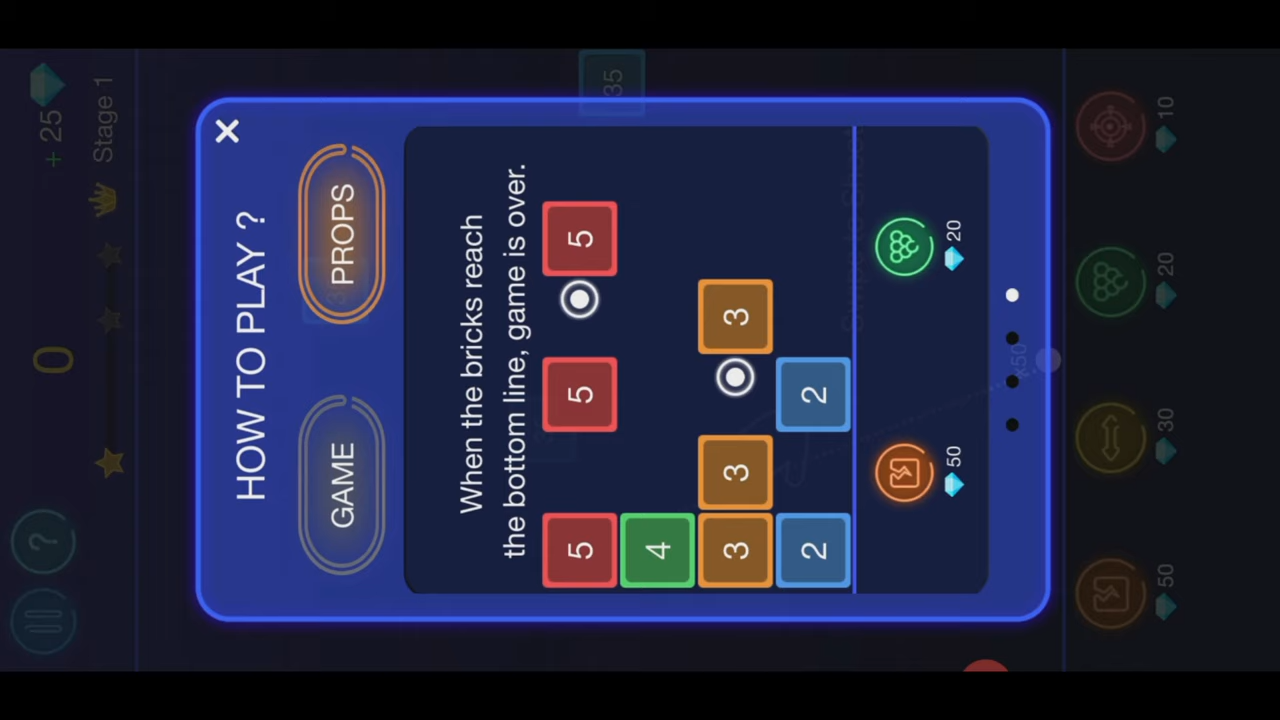 ?
0
+ 25
Stage 1
HOW TO PLAY ?
GAME PROPS
When the bricks reach
the bottom line, game is over.
5 5 5
35
4
3 3 3
2 2
50 20
x50
50 30 20 10